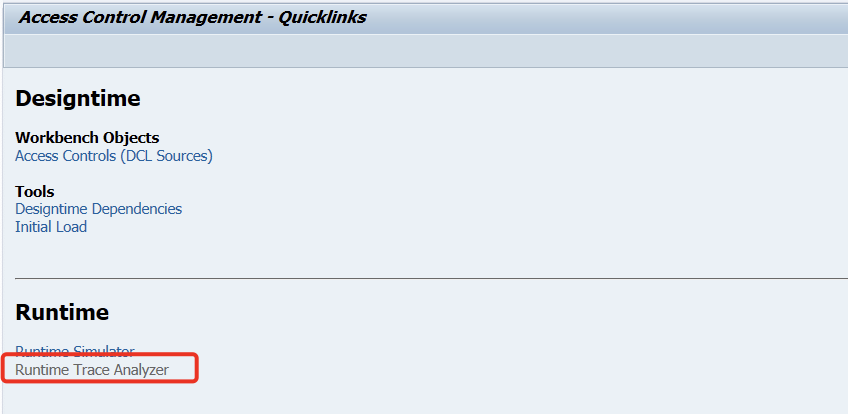 Access Control Management - Quicklinks
Designtime
Workbench Objects
Access Controls (DCL Sources)
Tools
Designtime Dependencies
Initial Load
Runtime
Runtime Simulator
Runtime Trace Analyzer